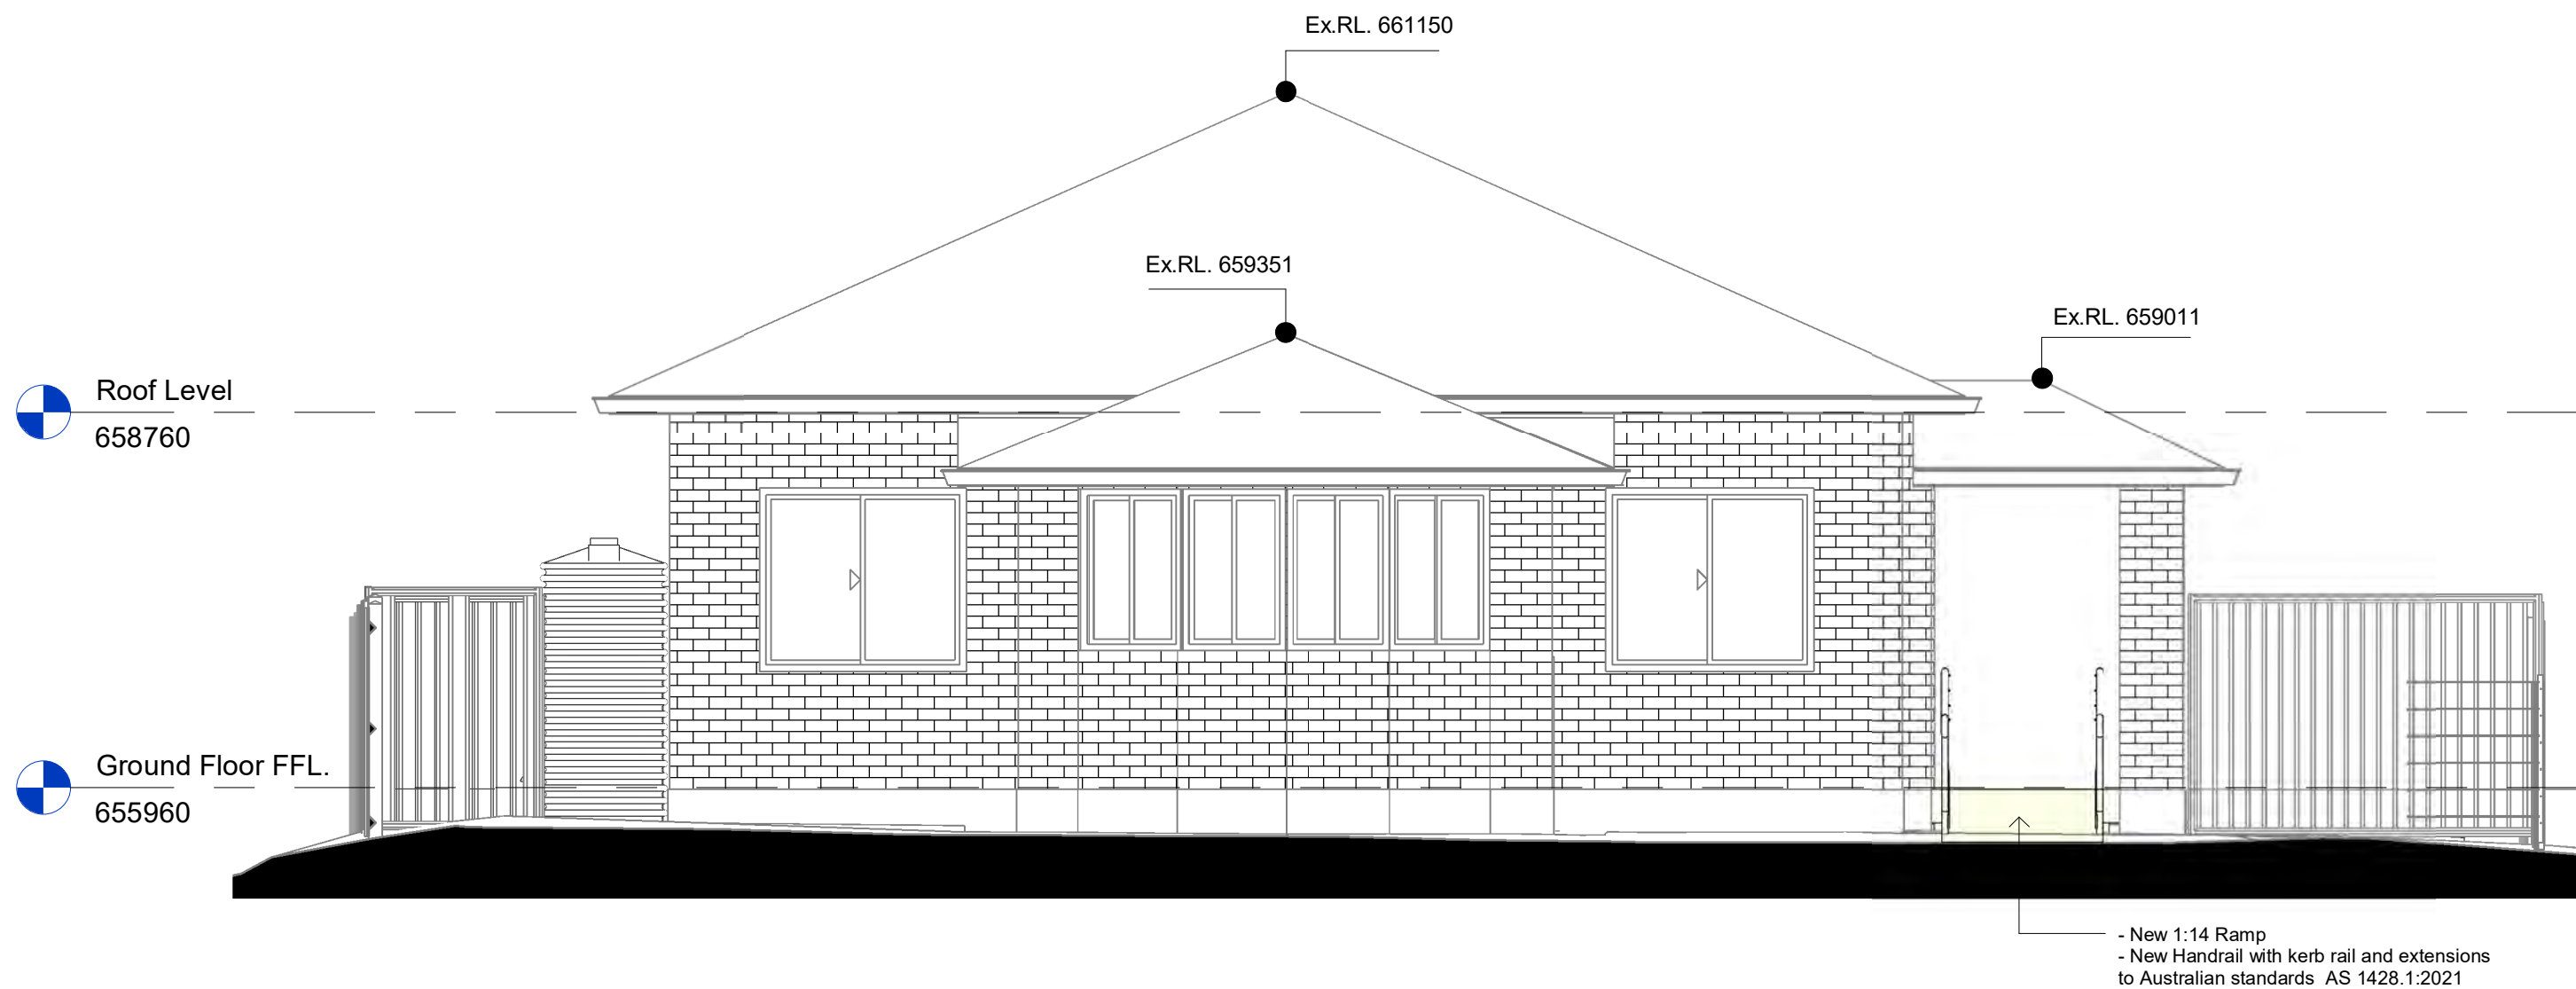 Ex.RL. 661150
Ex.RL. 659351
Ex.RL. 659011
Roof Level
658760
Ground Floor FFL.
655960
- New 1:14 Ramp
- New Handrail with kerb rail and extensions
to Australian standards AS 1428.1:2021